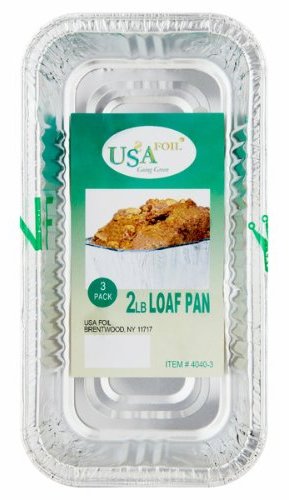 USA FOIL
Going Green
3
PACK
2LB LOAF PAN
USA FOIL
BRENTWOOD, NY 11717
ITEM # 4040-3